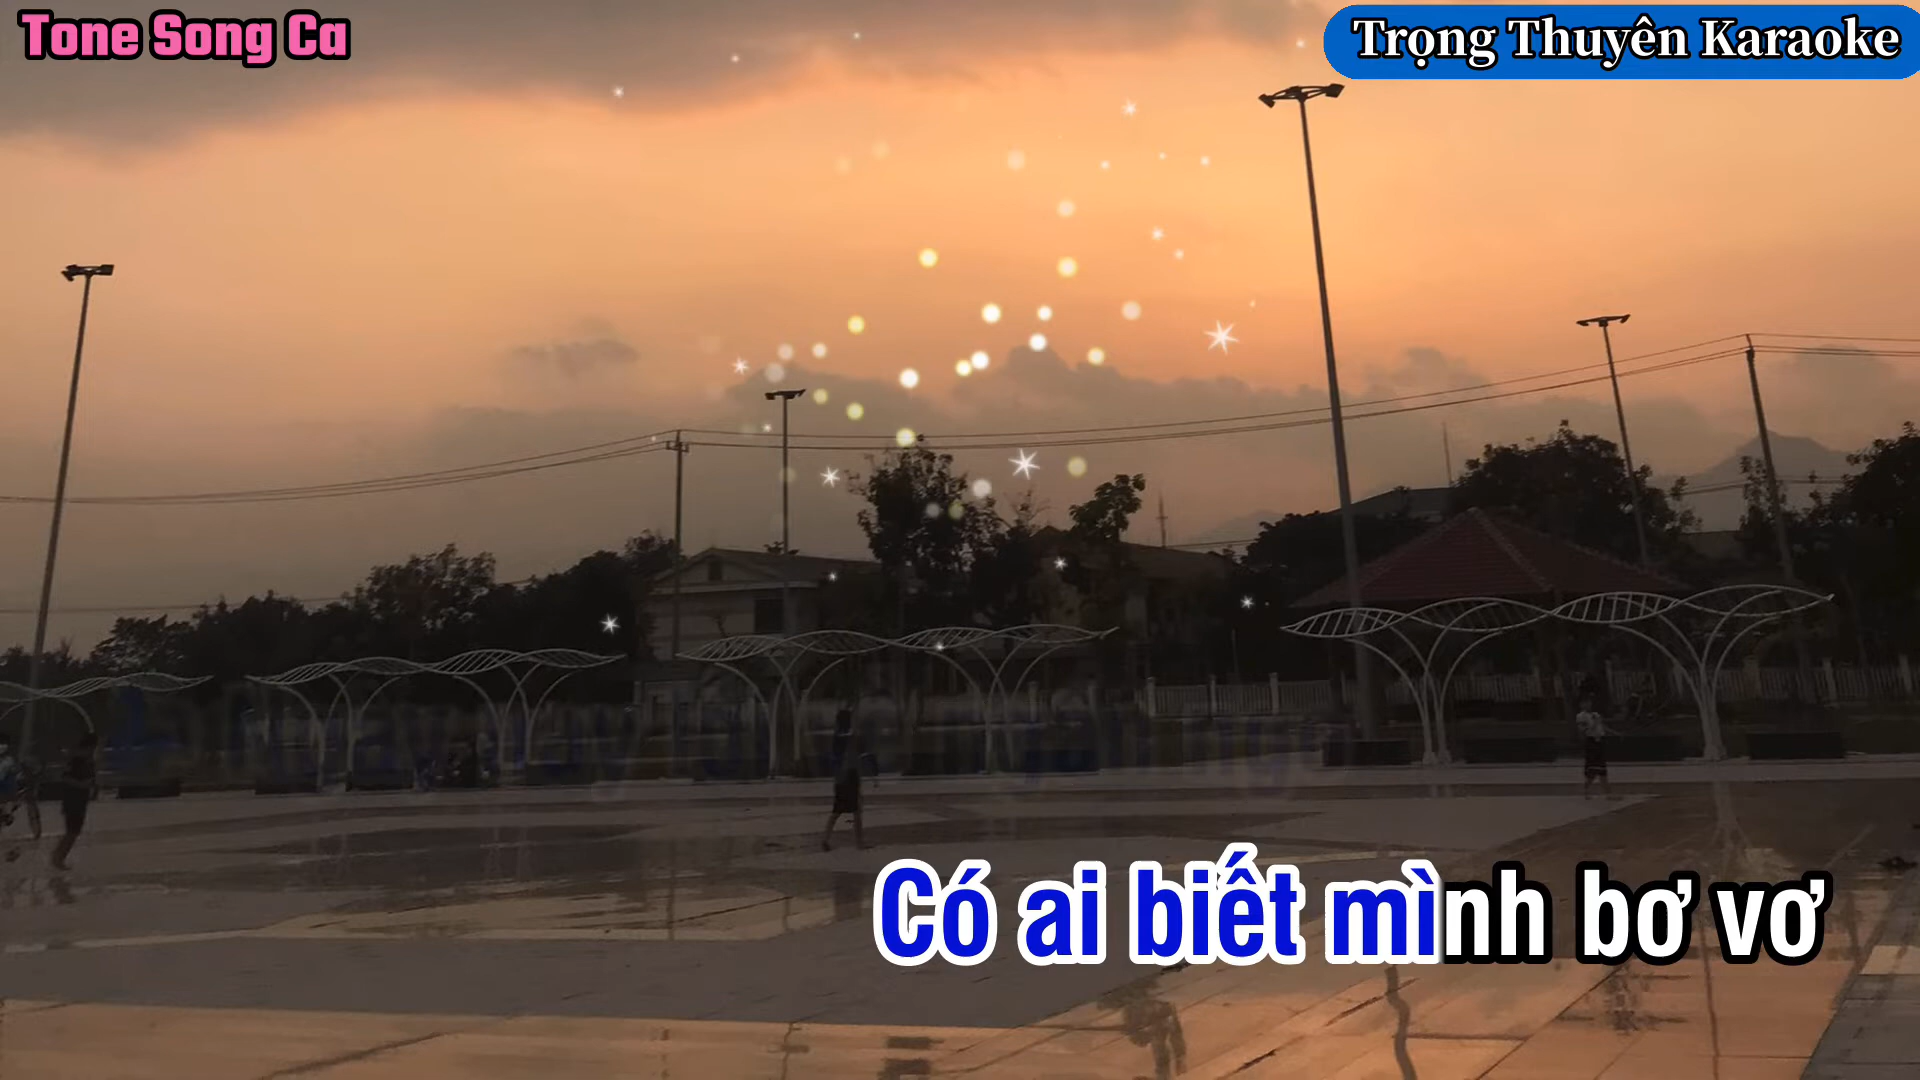 Tone Song Ca
Trọng Thuyên Karaoke
Có ai biết mình bơ vơ